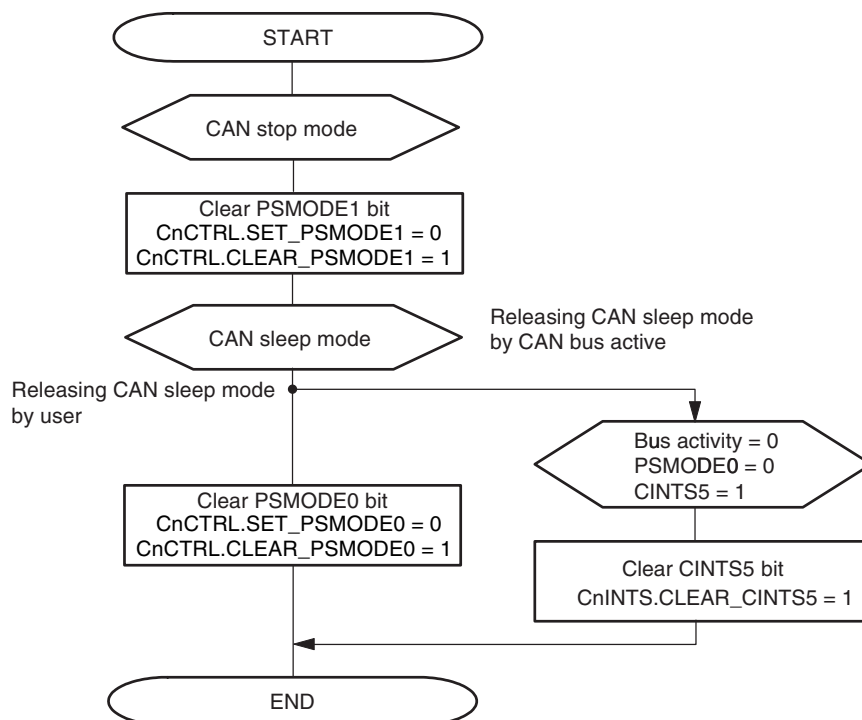 START
CAN stop mode
Clear PSMODE1 bit
CnCTRL.SET_PSMODE1 = 0
CnCTRL.CLEAR_PSMODE1 = 1
CAN sleep mode
Releasing CAN sleep mode
by CAN bus active
Releasing CAN sleep mode
by user
Bus activity = 0
PSMODE0 = 0
CINTS5 = 1
Clear PSMODE0 bit
CnCTRL.SET_PSMODE0 = 0
CnCTRL.CLEAR_PSMODE0 = 1
Clear CINTS5 bit
CnINTS.CLEAR_CINTS5 = 1
END